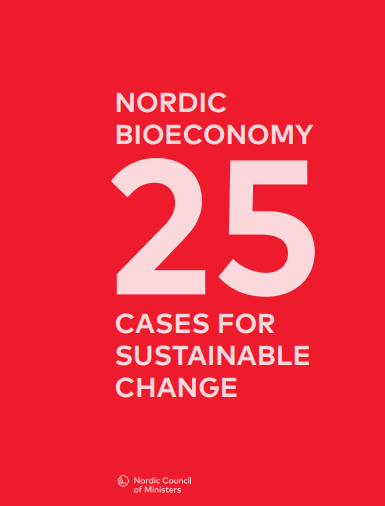 NORDIC
BIOECONOMY
25
CASES FOR
SUSTAINABLE
CHANGE
Nordic Council
of Ministers